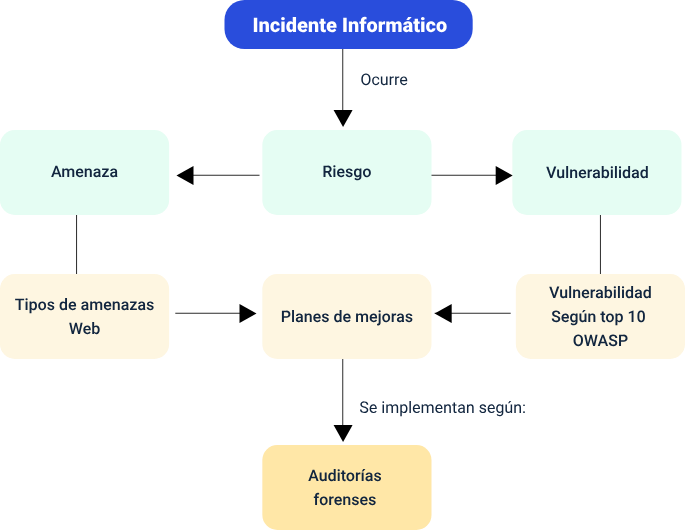 Incidente Informático
Ocurre
Amenaza
Riesgo
Vulnerabilidad
Tipos de amenazas
Web
Planes de mejoras
Vulnerabilidad
Según top 10
OWASP
Se implementan según:
Auditorías
forenses